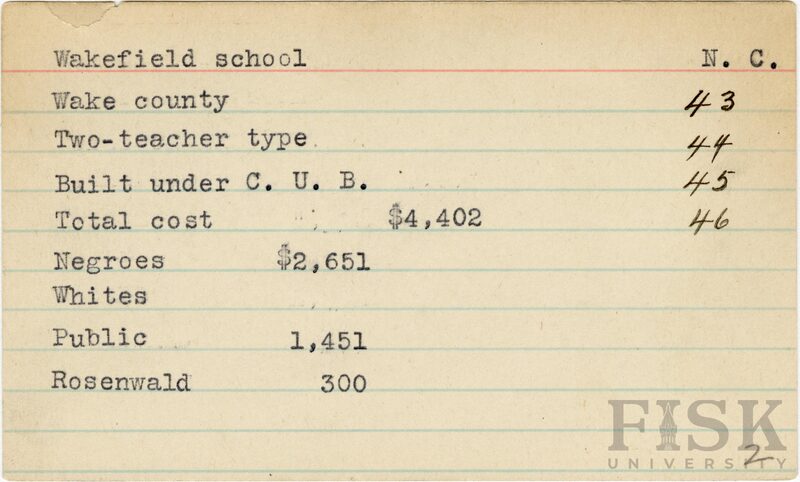 Wakefield school N. C.
Wake county 43
Two-teacher type 44
Built under C. U. B. 45
Total cost $4,402 46
Negroes $2,651
Whites
Public 1,451
Rosenwald 300
FISK
UNIVERSITY
2